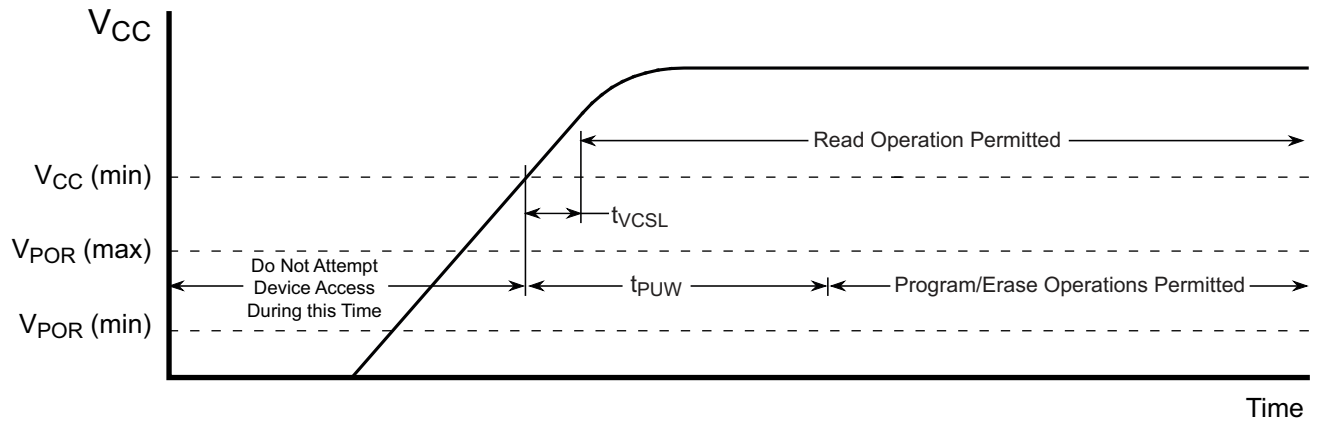 VCC
Read Operation Permitted
VCC (min)
tVCSL
VPOR (max)
Do Not Attempt
Device Access
During this Time
tPUW
Program/Erase Operations Permitted
VPOR (min)
Time